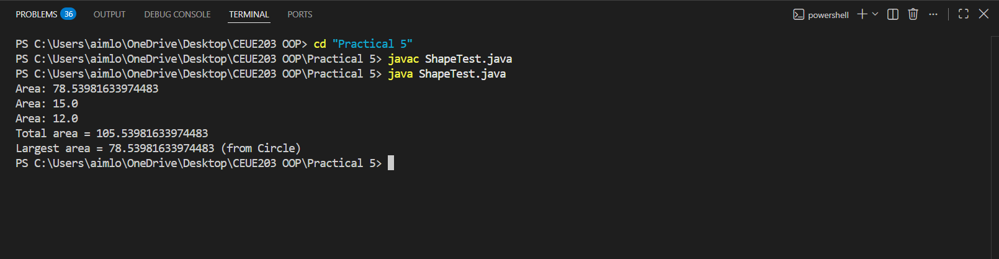 PROBLEMS 36 OUTPUT DEBUG CONSOLE TERMINAL PORTS powershell
PS C:\Users\aimlo\OneDrive\Desktop\CEUE203 OOP> cd "Practical 5"
PS C:\Users\aimlo\OneDrive\Desktop\CEUE203 OOP\Practical 5> javac ShapeTest.java
PS C:\Users\aimlo\OneDrive\Desktop\CEUE203 OOP\Practical 5> java ShapeTest.java
Area: 78.53981633974483
Area: 15.0
Area: 12.0
Total area = 105.53981633974483
Largest area = 78.53981633974483 (from Circle)
PS C:\Users\aimlo\OneDrive\Desktop\CEUE203 OOP\Practical 5>